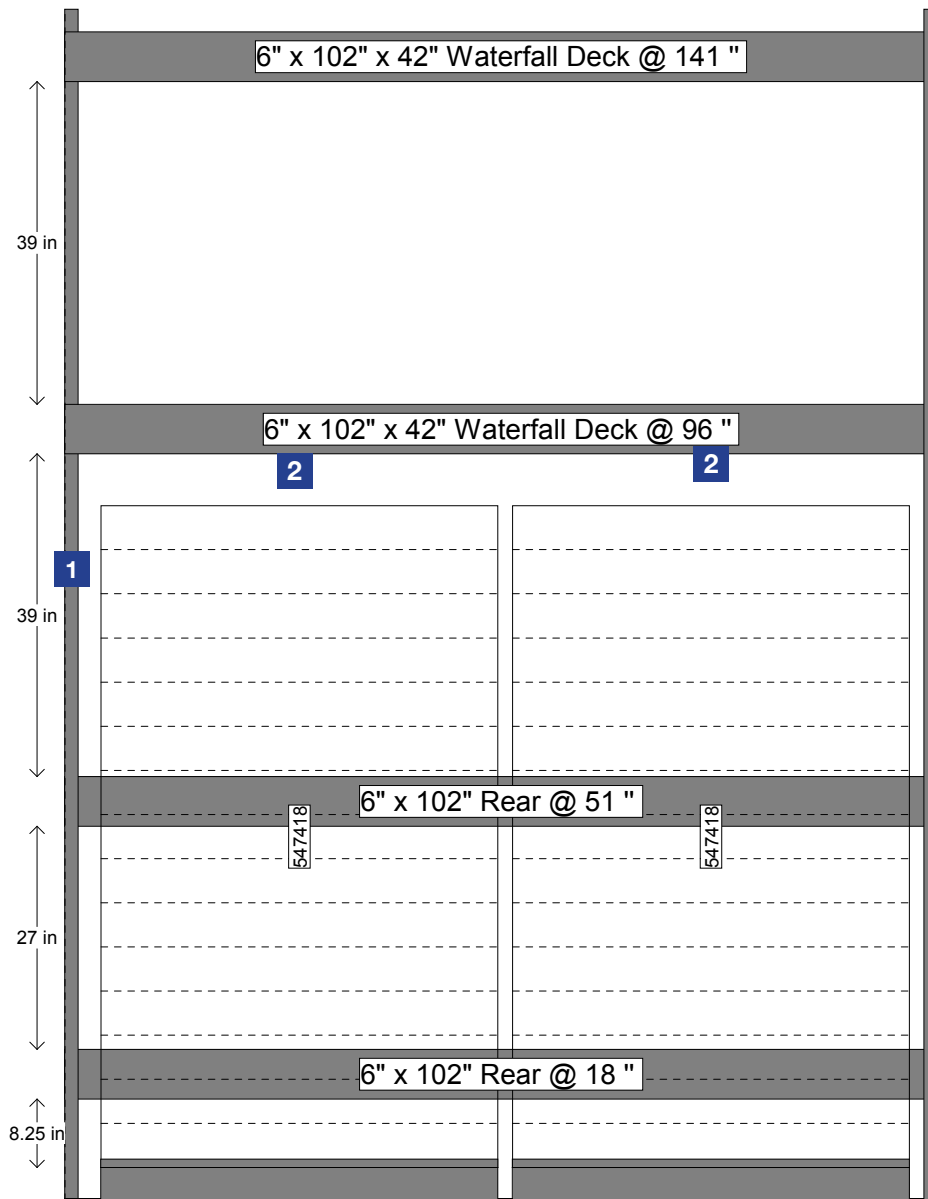 6" x 102" x 42" Waterfall Deck @ 141 "
39 in
6" x 102" x 42" Waterfall Deck @ 96 "
2
2
1
39 in
6" x 102" Rear @ 51 "
547418
547418
27 in
6" x 102" Rear @ 18 "
8.25 in